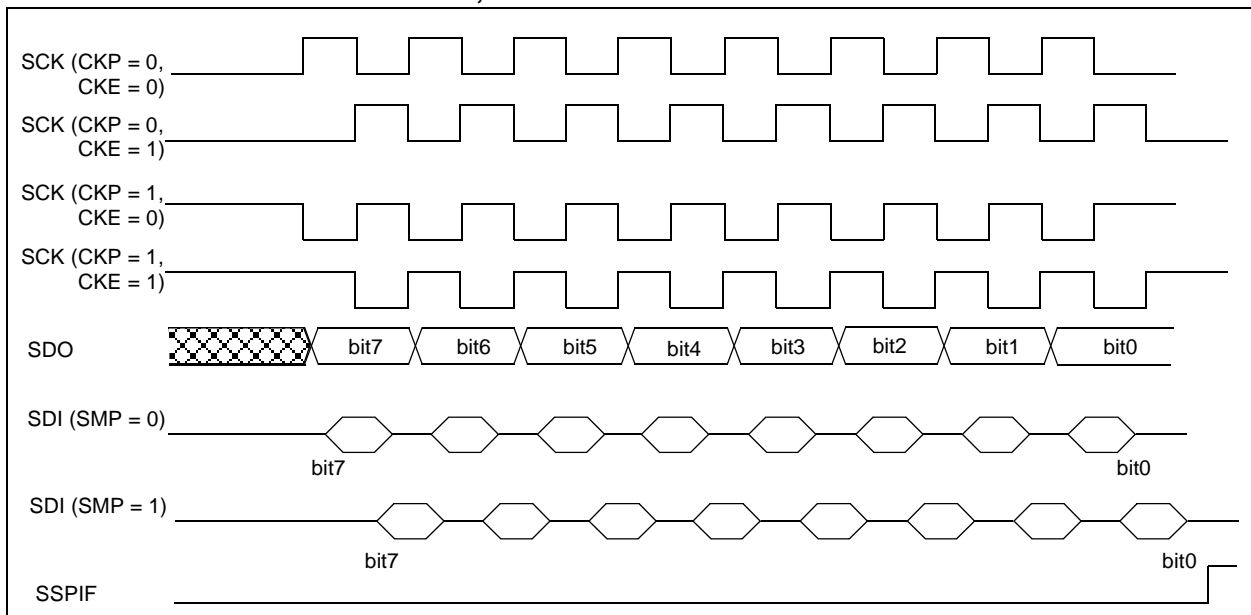 SCK (CKP = 0,
CKE = 0)
SCK (CKP = 0,
CKE = 1)
SCK (CKP = 1,
CKE = 0)
SCK (CKP = 1,
CKE = 1)
SDO bit7 bit6 bit5 bit4 bit3 bit2 bit1 bit0
SDI (SMP = 0)
bit7 bit0
SDI (SMP = 1)
bit7 bit0
SSPIF